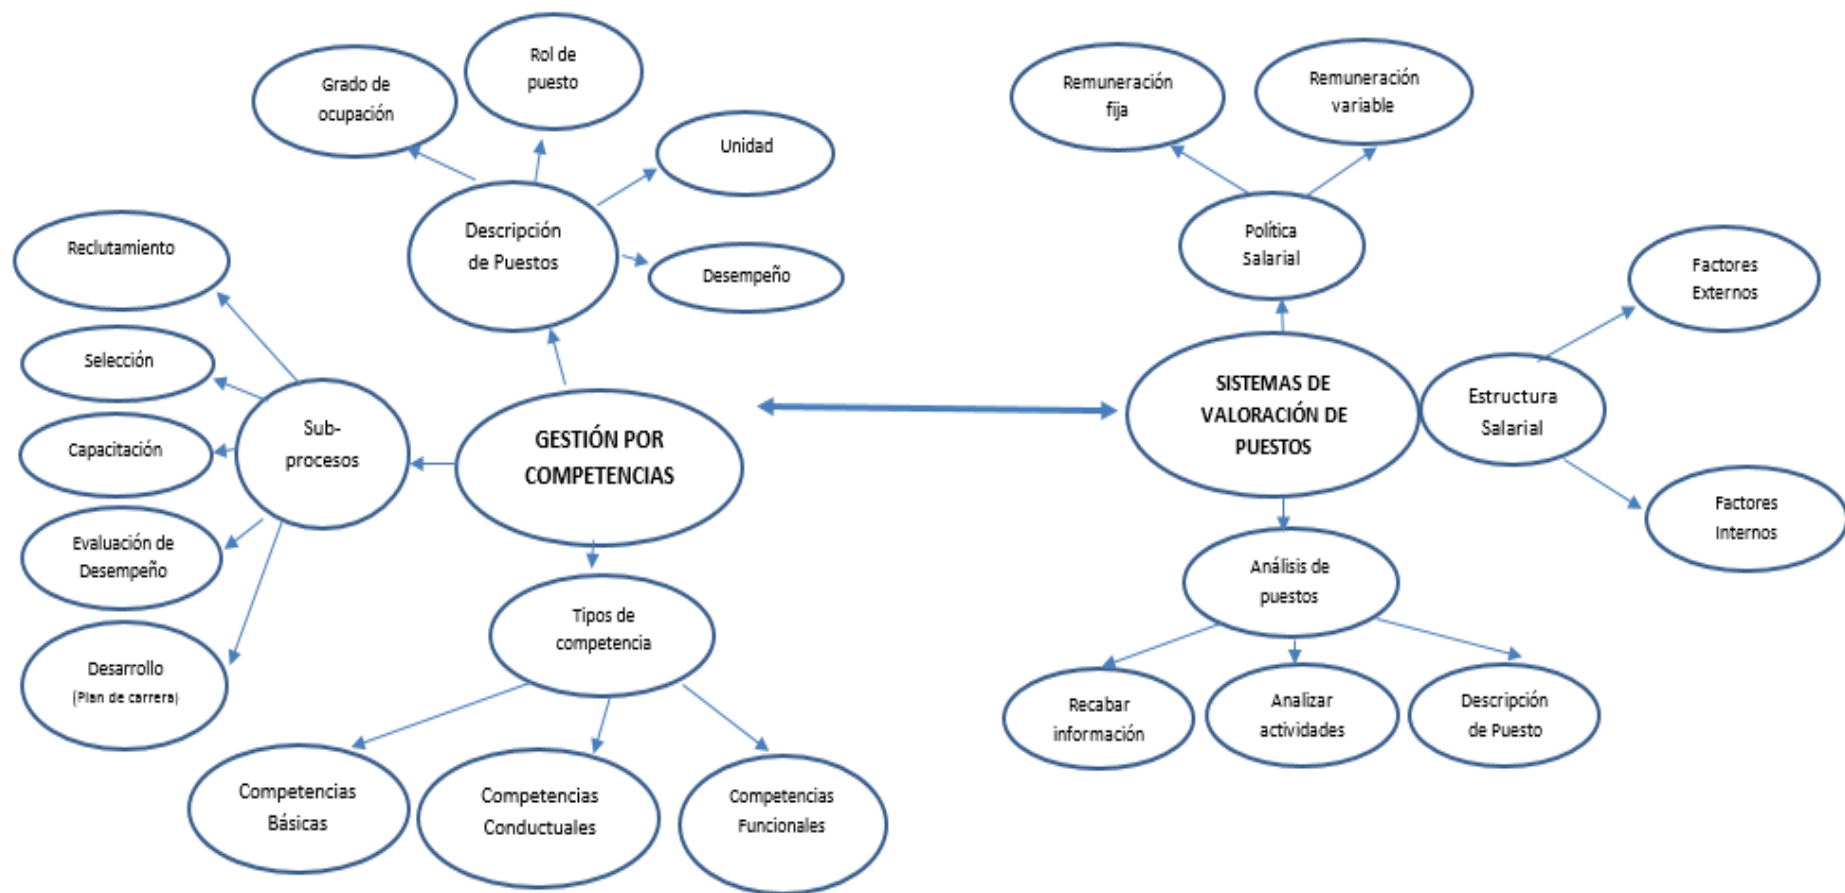 Grado de
ocupación
Rol de
puesto
Unidad
Desempeño
Descripción
de Puestos
Reclutamiento
Selección
Capacitación
Evaluación de
Desempeño
Desarrollo
(Plan de carrera)
Sub-
procesos
GESTIÓN POR
COMPETENCIAS
Tipos de
competencia
Competencias
Básicas
Competencias
Conductuales
Competencias
Funcionales
Remuneración
fija
Remuneración
variable
Política
Salarial
SISTEMAS DE
VALORACIÓN DE
PUESTOS
Estructura
Salarial
Factores
Externos
Factores
Internos
Análisis de
puestos
Recabar
información
Analizar
actividades
Descripción
de Puesto